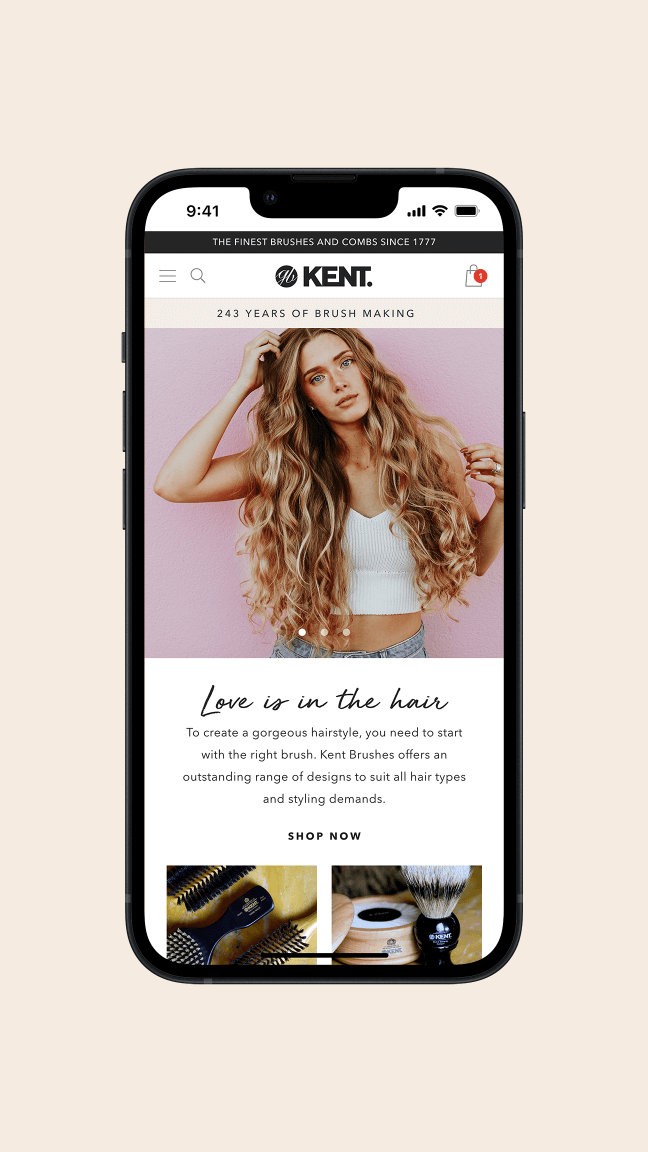 9:41
THE FINEST BRUSHES AND COMBS SINCE 1777
KENT.
1
243 YEARS OF BRUSH MAKING
Love is in the hair
To create a gorgeous hairstyle, you need to start
with the right brush. Kent Brushes offers an
outstanding range of designs to suit all hair types
and styling demands.
SHOP NOW
KENT.